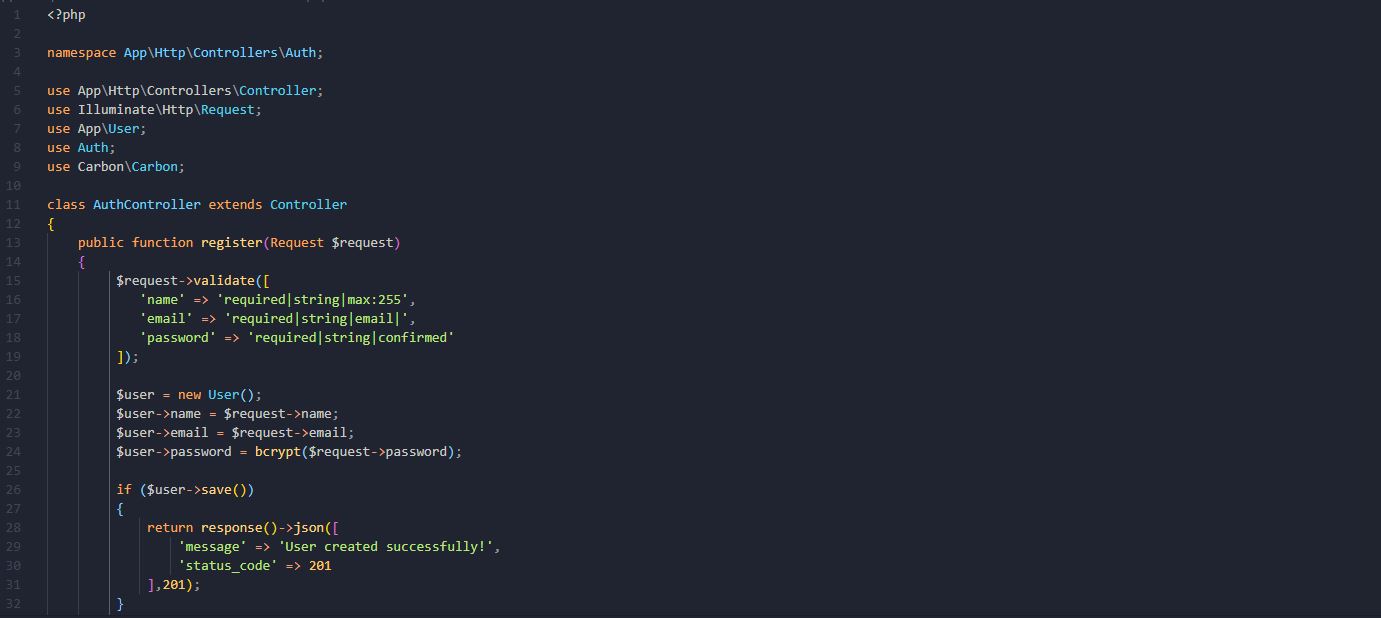 1 <?php
2
3 namespace App\Http\Controllers\Auth;
4
5 use App\Http\Controllers\Controller;
6 use Illuminate\Http\Request;
7 use App\User;
8 use Auth;
9 use Carbon\Carbon;
10
11 class AuthController extends Controller
12 {
13     public function register(Request $request)
14     {
15         $request->validate([
16            'name' => 'required|string|max:255',
17            'email' => 'required|string|email|',
18            'password' => 'required|string|confirmed'
19         ]);
20
21         $user = new User();
22         $user->name = $request->name;
23         $user->email = $request->email;
24         $user->password = bcrypt($request->password);
25
26         if ($user->save())
27         {
28             return response()->json([
29                 'message' => 'User created successfully!',
30                 'status_code' => 201
31             ],201);
32         }